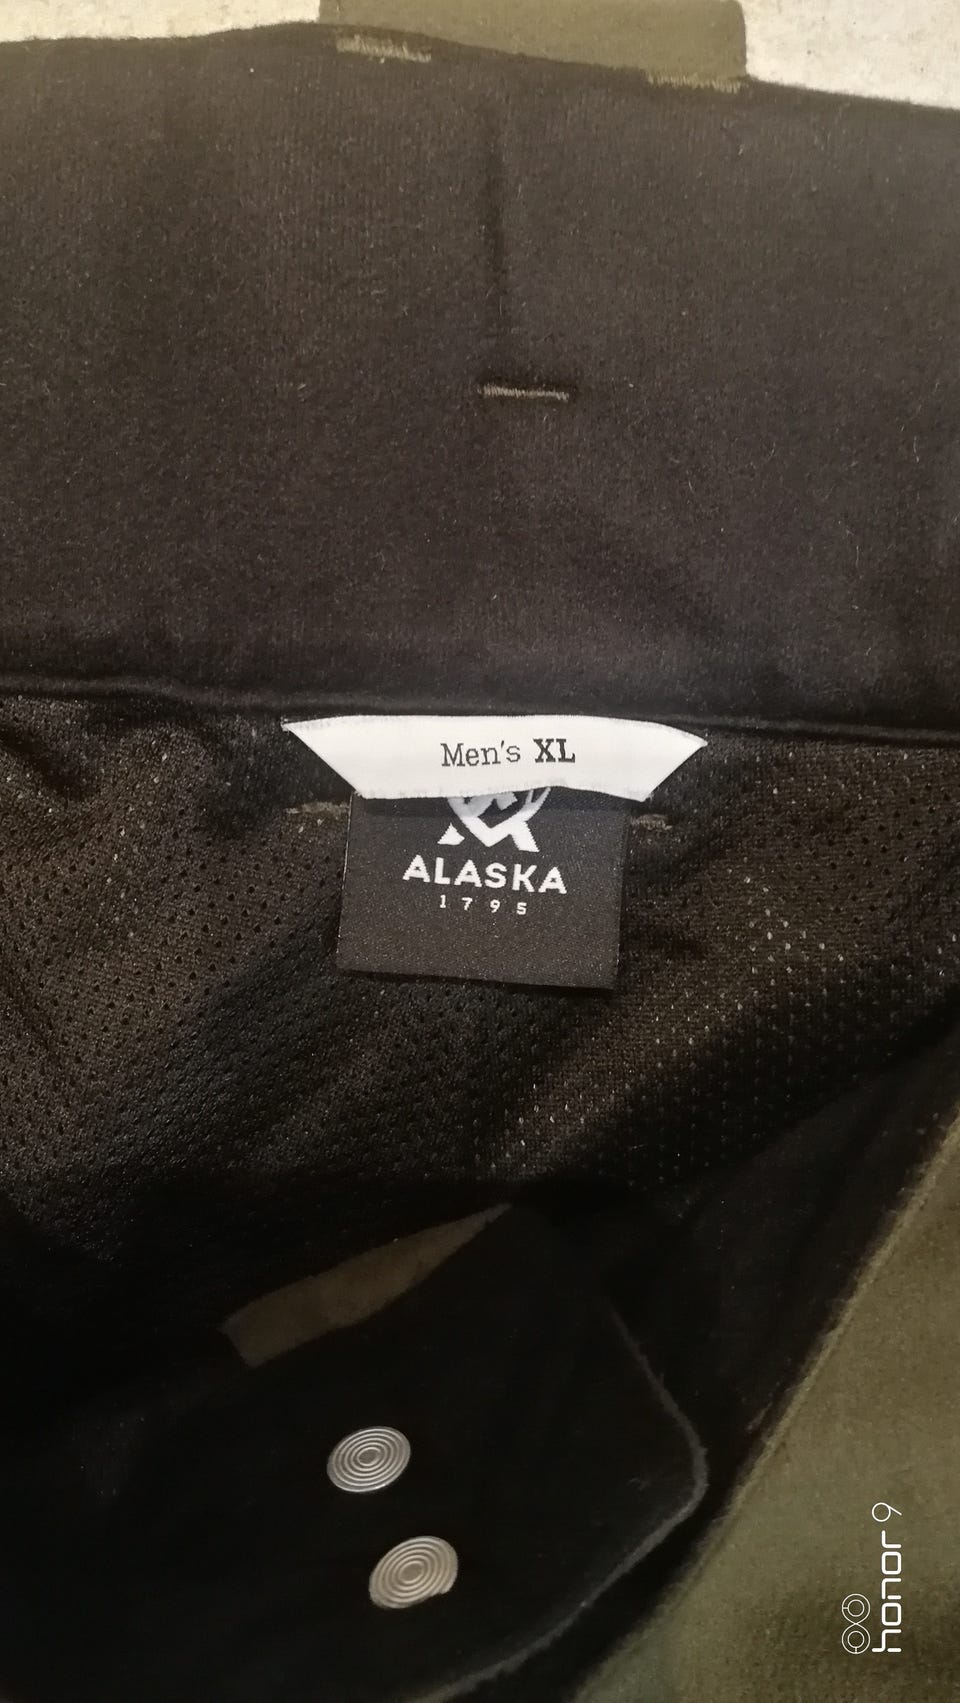 Men's XL
ALASKA
1795
honor 9